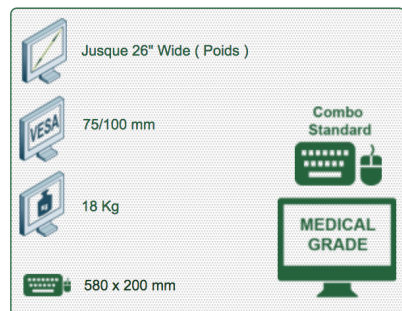 Jusque 26" Wide ( Poids )
VESA
75/100 mm
Combo
Standard
18 Kg
MEDICAL
GRADE
580 x 200 mm